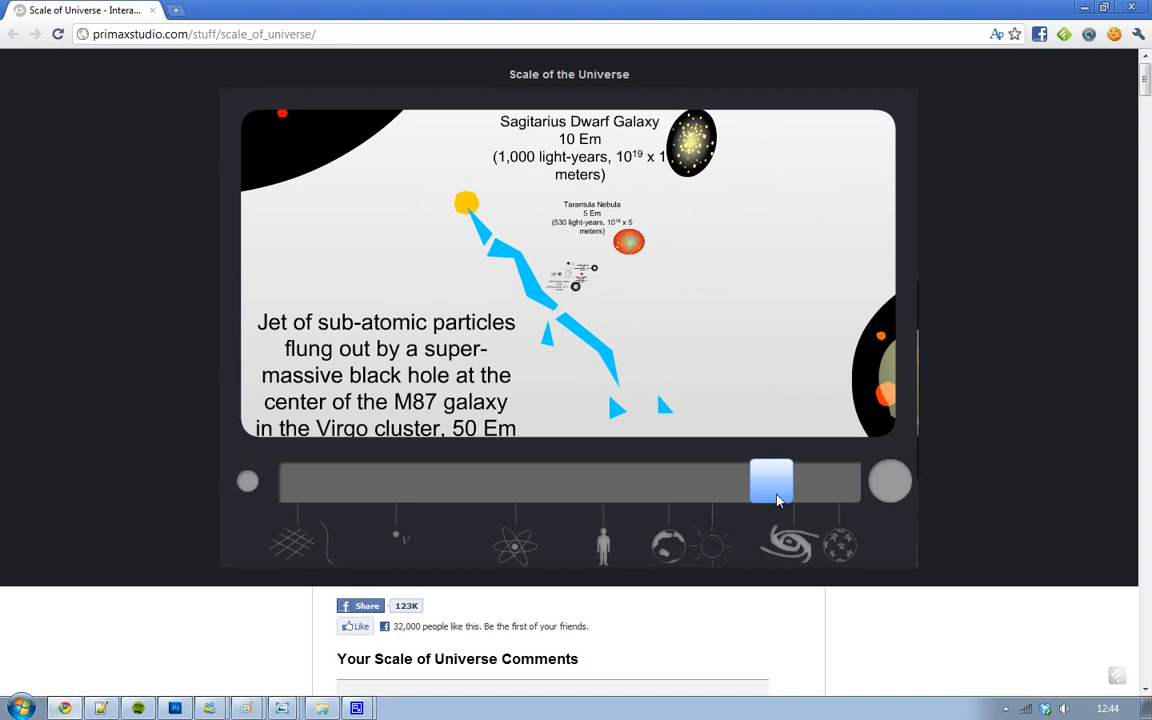 Scale of Universe - Intera...
primaxstudio.com/stuff/scale_of_universe/
Scale of the Universe
Sagitarius Dwarf Galaxy
10 Em
(1,000 light-years, 10¹⁹ x 1
meters)
Tarantula Nebula
5 Em
(530 light-years, 10¹⁸ x 5
meters)
Jet of sub-atomic particles
flung out by a super-
massive black hole at the
center of the M87 galaxy
in the Virgo cluster, 50 Em
v
Share 123K
Like 32,000 people like this. Be the first of your friends.
Your Scale of Universe Comments
12:44